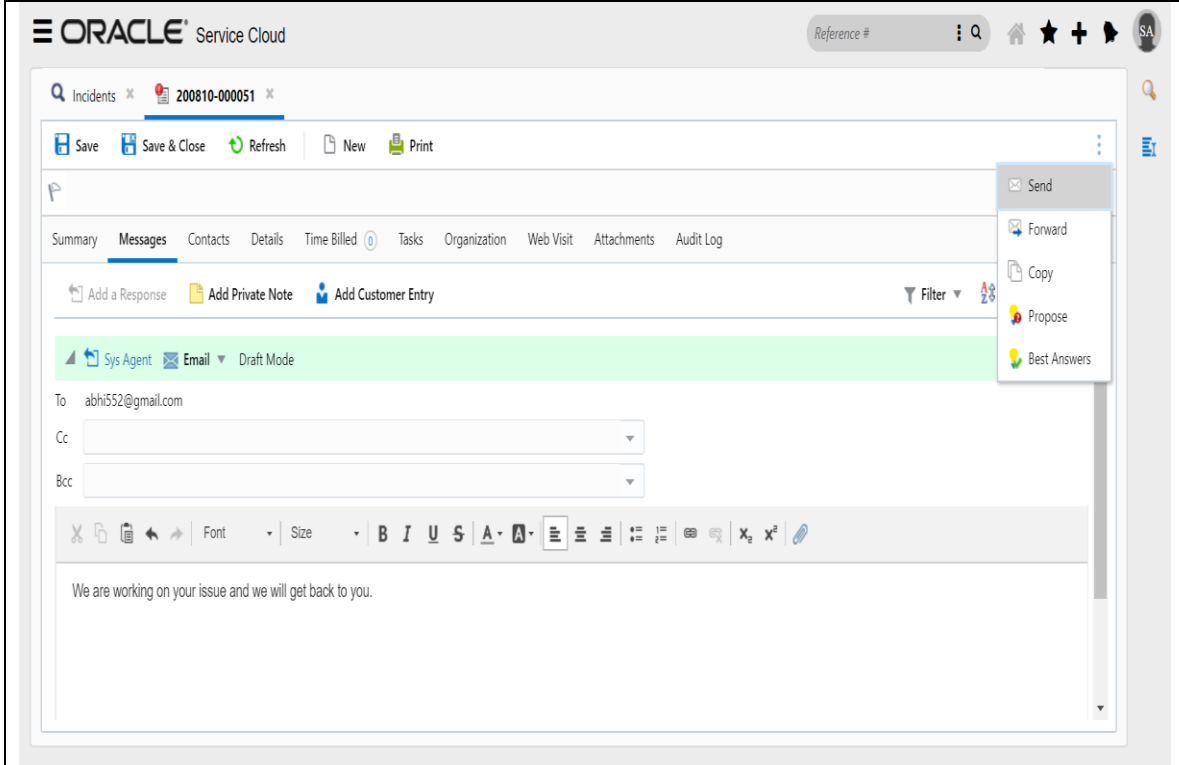 ORACLE Service Cloud
Reference #
SA
Incidents
200810-000051
Save Save & Close Refresh New Print
Send
Forward
Copy
Propose
Best Answers
Summary Messages Contacts Details Time Billed 0 Tasks Organization Web Visit Attachments Audit Log
Add a Response Add Private Note Add Customer Entry Filter
Sys Agent Email Draft Mode
To abhi552@gmail.com
Cc
Bcc
Font Size B I U S A A x₂ x²
We are working on your issue and we will get back to you.